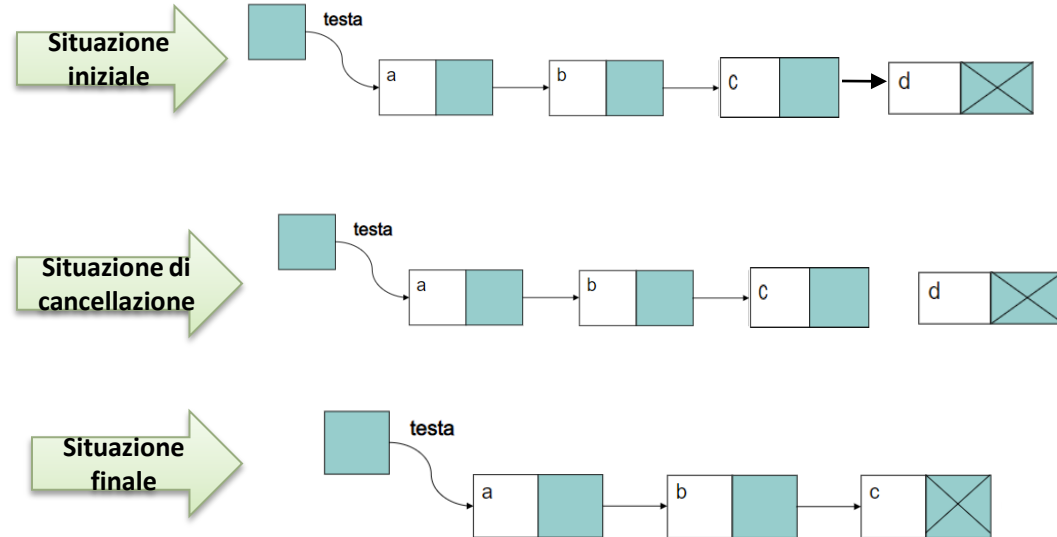 Situazione
iniziale
testa
a
b
C
d
Situazione di
cancellazione
testa
a
b
C
d
Situazione
finale
testa
a
b
c